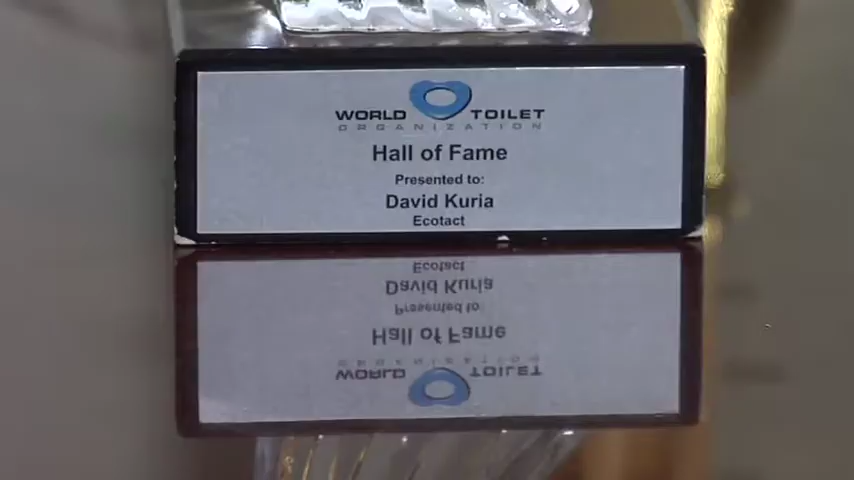 WORLD TOILET
ORGANIZATION
Hall of Fame
Presented to:
David Kuria
Ecotact